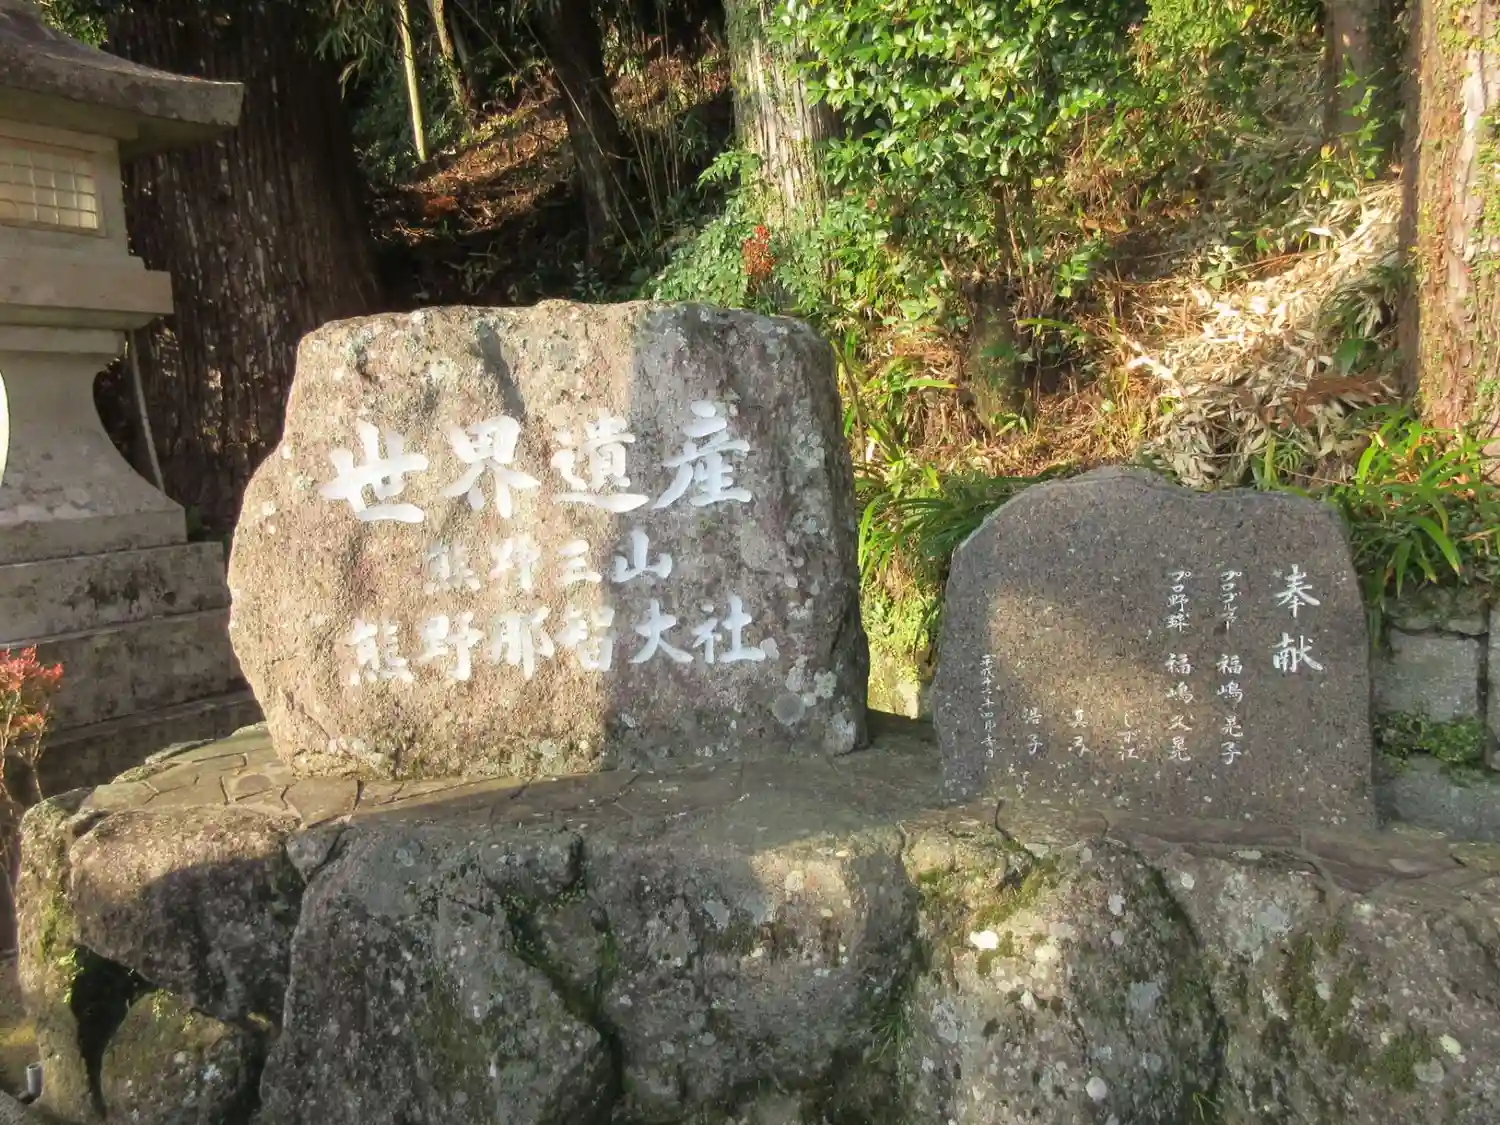 世界遺産
熊野三山
熊野那智大社
奉献
プロゴルファー 福嶋晃子
プロ野球 福嶋久晃
しず江
浩子